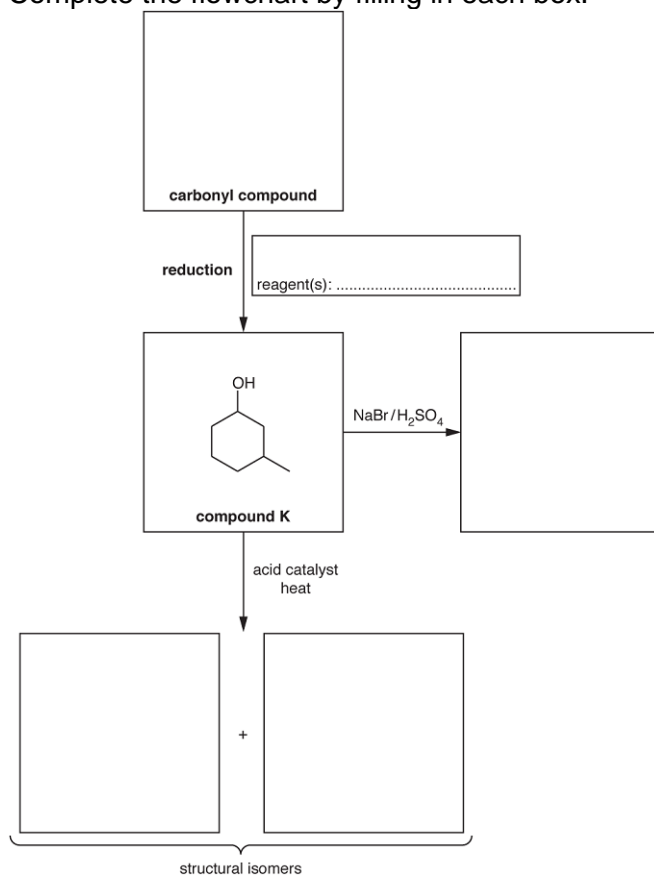 Complete the flowchart by filling in each box.
carbonyl compound
reduction
reagent(s): ..........................................
OH
NaBr/H₂SO₄
compound K
acid catalyst
heat
+
structural isomers